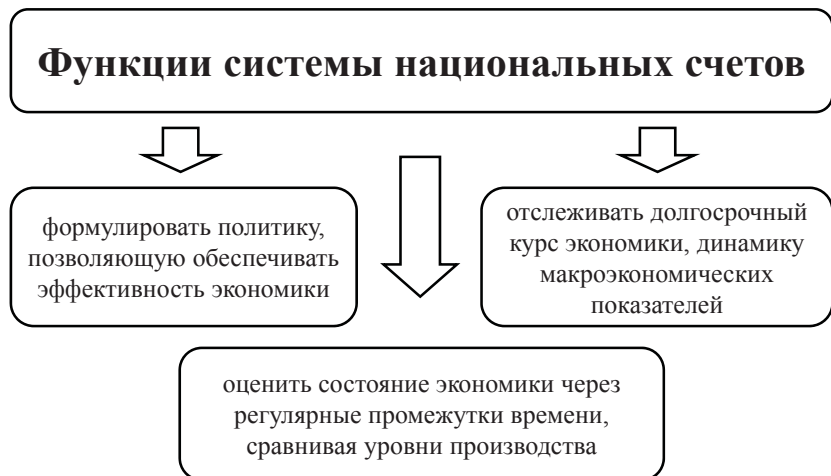 Функции системы национальных счетов
формулировать политику,
позволяющую обеспечивать
эффективность экономики
отслеживать долгосрочный
курс экономики, динамику
макроэкономических
показателей
оценить состояние экономики через
регулярные промежутки времени,
сравнивая уровни производства